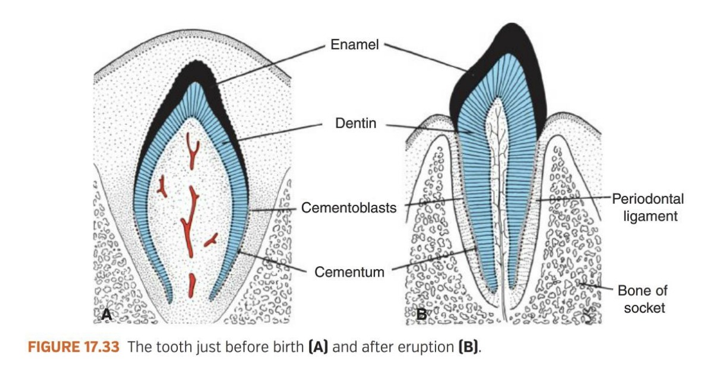 Enamel
Dentin
Cementoblasts
Periodontal
ligament
Cementum
Bone of
socket
A
B
FIGURE 17.33 The tooth just before birth (A) and after eruption (B).